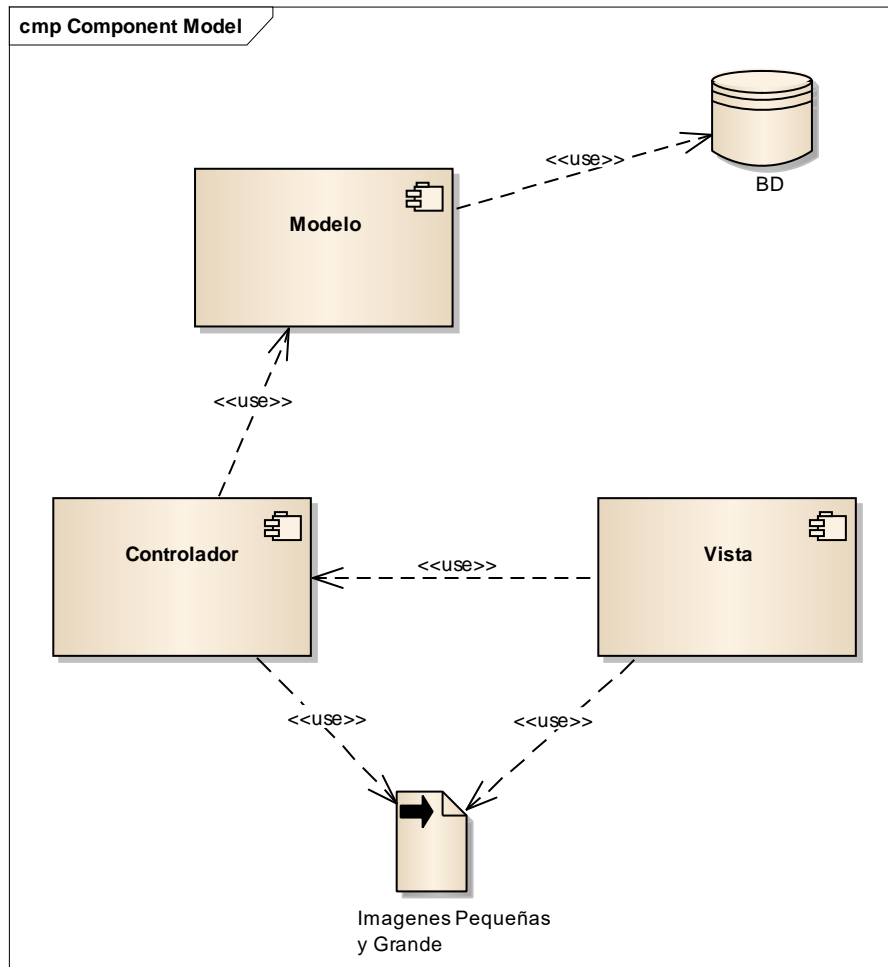 cmp Component Model
<<use>>
BD
Modelo
<<use>>
Controlador
<<use>>
Vista
<<use>>
<<use>>
Imagenes Pequeñas
y Grande